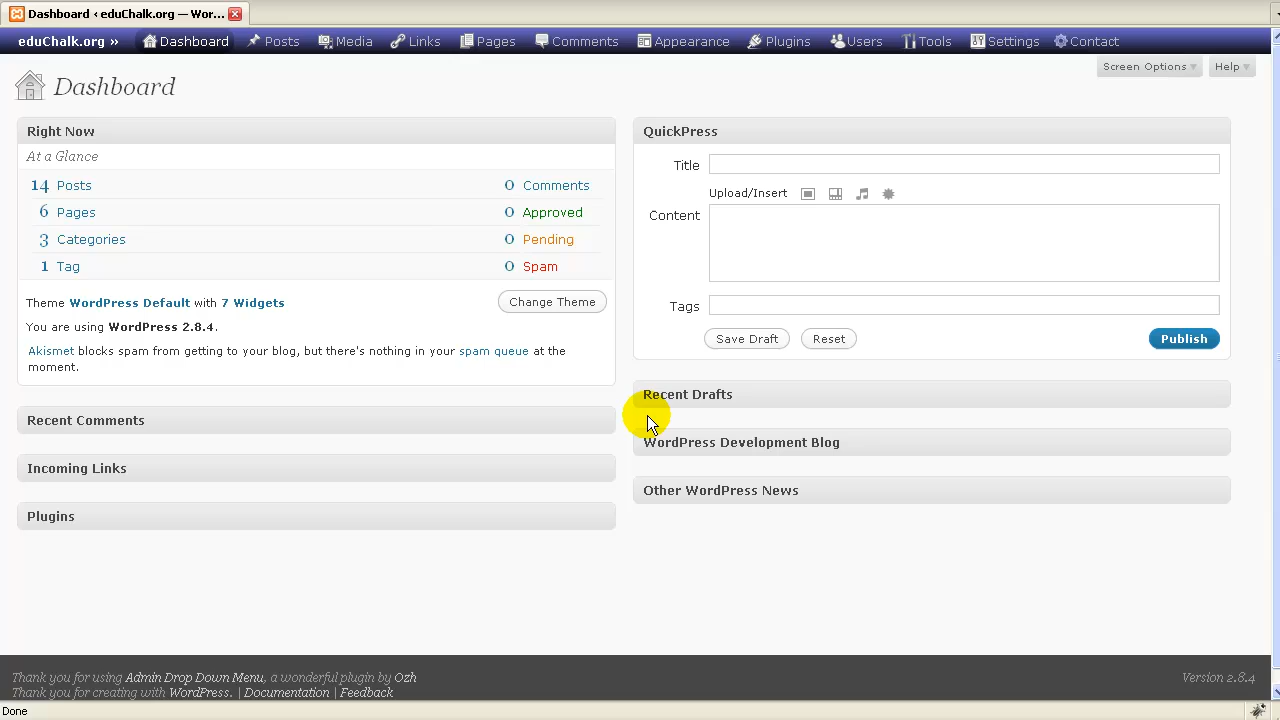 Dashboard ‹ eduChalk.org — Wor...
eduChalk.org » Dashboard Posts Media Links Pages Comments Appearance Plugins Users Tools Settings Contact
Screen Options Help
Dashboard
Right Now
At a Glance
14 Posts 0 Comments
6 Pages 0 Approved
3 Categories 0 Pending
1 Tag 0 Spam
Theme WordPress Default with 7 Widgets Change Theme
You are using WordPress 2.8.4.
Akismet blocks spam from getting to your blog, but there's nothing in your spam queue at the
moment.
Recent Comments
Incoming Links
Plugins
QuickPress
Title
Upload/Insert
Content
Tags
Save Draft Reset Publish
Recent Drafts
WordPress Development Blog
Other WordPress News
Thank you for using Admin Drop Down Menu, a wonderful plugin by Ozh
Thank you for creating with WordPress. | Documentation | Feedback
Version 2.8.4
Done